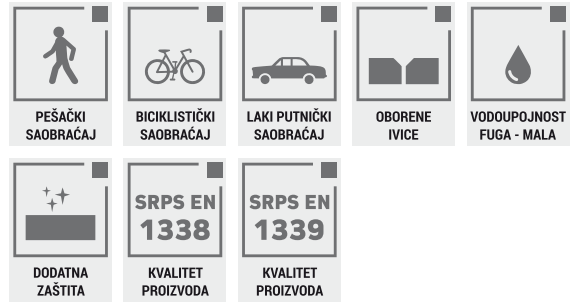 PEŠAČKI
SAOBRAĆAJ
BICIKLISTIČKI
SAOBRAĆAJ
LAKI PUTNIČKI
SAOBRAĆAJ
OBORENE
IVICE
VODOUPOJNOST
FUGA - MALA
DODATNA
ZAŠTITA
SRPS EN
1338
KVALITET
PROIZVODA
SRPS EN
1339
KVALITET
PROIZVODA